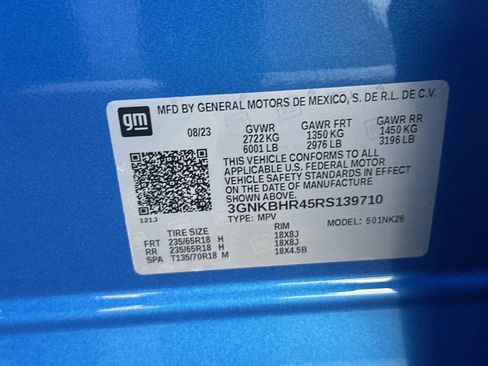 gm
MFD BY GENERAL MOTORS DE MEXICO, S. DE R.L. DE C.V.
08/23 GVWR GAWR FRT GAWR RR
2722 KG 1350 KG 1450 KG
6001 LB 2976 LB 3196 LB
THIS VEHICLE CONFORMS TO ALL
APPLICABLE U.S. FEDERAL MOTOR
VEHICLE SAFETY STANDARDS IN EFFECT
ON THE DATE OF MANUFACTURE
SHOWN ABOVE.
3GNKBHR45RS139710
TYPE: MPV MODEL: 501NK26
121J
TIRE SIZE RIM
FRT 235/65R18 H 18X8J
RR 235/65R18 H 18X8J
SPA T135/70R18 M 18X4.5B